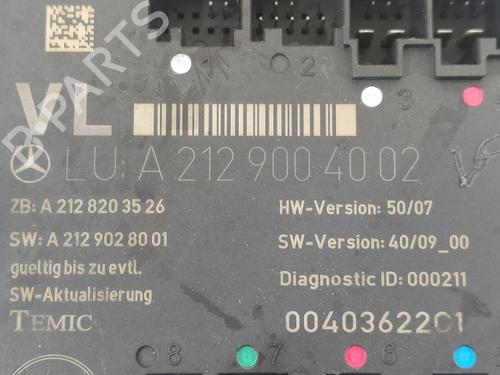 1 2 3
VL
LU: A 212 900 40 02
ZB: A 212 820 35 26
HW-Version: 50/07
SW: A 212 902 80 01
SW-Version: 40/09_00
gueltig bis zu evtl.
Diagnostic ID: 000211
SW-Aktualisierung
TEMIC
00403622C1
8 7 6
B-PARTS